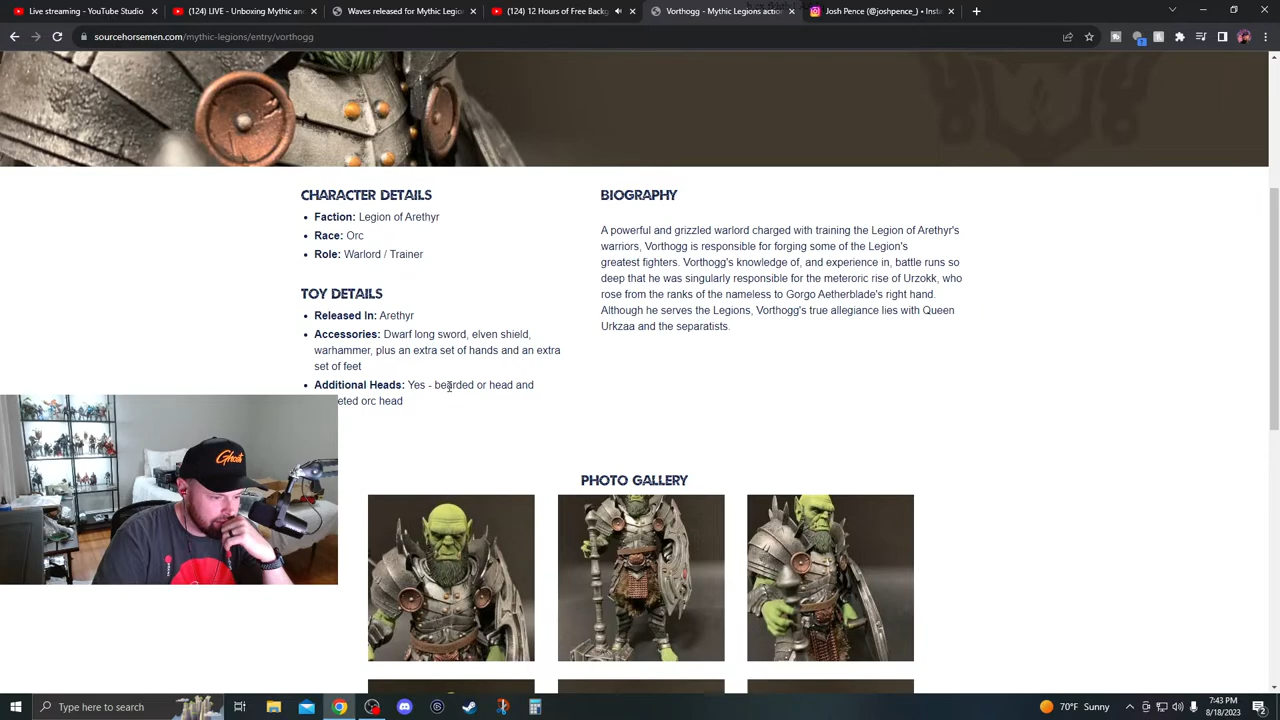 Live streaming - YouTube Studio
(124) LIVE - Unboxing Mythic an
Waves released for Mythic Legion
(124) 12 Hours of Free Backg
Vorthogg - Mythic Legions action
Josh Pence (@joshpence_) • Insta
sourcehorsemen.com/mythic-legions/entry/vorthogg
CHARACTER DETAILS
Faction: Legion of Arethyr
Race: Orc
Role: Warlord / Trainer
TOY DETAILS
Released In: Arethyr
Accessories: Dwarf long sword, elven shield,
warhammer, plus an extra set of hands and an extra
set of feet
Additional Heads: Yes - bearded or head and
eted orc head
BIOGRAPHY
A powerful and grizzled warlord charged with training the Legion of Arethyr's
warriors, Vorthogg is responsible for forging some of the Legion's
greatest fighters. Vorthogg's knowledge of, and experience in, battle runs so
deep that he was singularly responsible for the meteroric rise of Urzokk, who
rose from the ranks of the nameless to Gorgo Aetherblade's right hand.
Although he serves the Legions, Vorthogg's true allegiance lies with Queen
Urkzaa and the separatists.
PHOTO GALLERY
Ghost
Type here to search
70°F Sunny
7:43 PM
8/18/2023
2